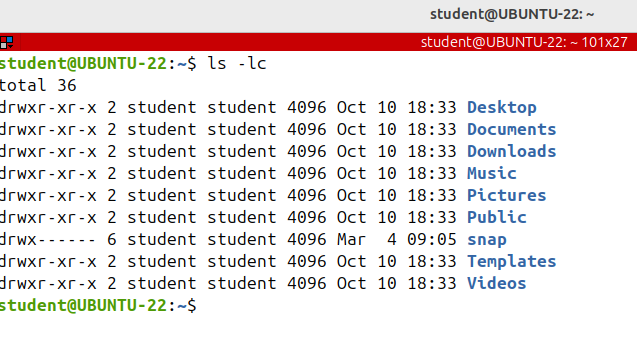 student@UBUNTU-22: ~
student@UBUNTU-22: ~ 101x27
student@UBUNTU-22:~$ ls -lc
total 36
drwxr-xr-x 2 student student 4096 Oct 10 18:33 Desktop
drwxr-xr-x 2 student student 4096 Oct 10 18:33 Documents
drwxr-xr-x 2 student student 4096 Oct 10 18:33 Downloads
drwxr-xr-x 2 student student 4096 Oct 10 18:33 Music
drwxr-xr-x 2 student student 4096 Oct 10 18:33 Pictures
drwxr-xr-x 2 student student 4096 Oct 10 18:33 Public
drwx------ 6 student student 4096 Mar  4 09:05 snap
drwxr-xr-x 2 student student 4096 Oct 10 18:33 Templates
drwxr-xr-x 2 student student 4096 Oct 10 18:33 Videos
student@UBUNTU-22:~$